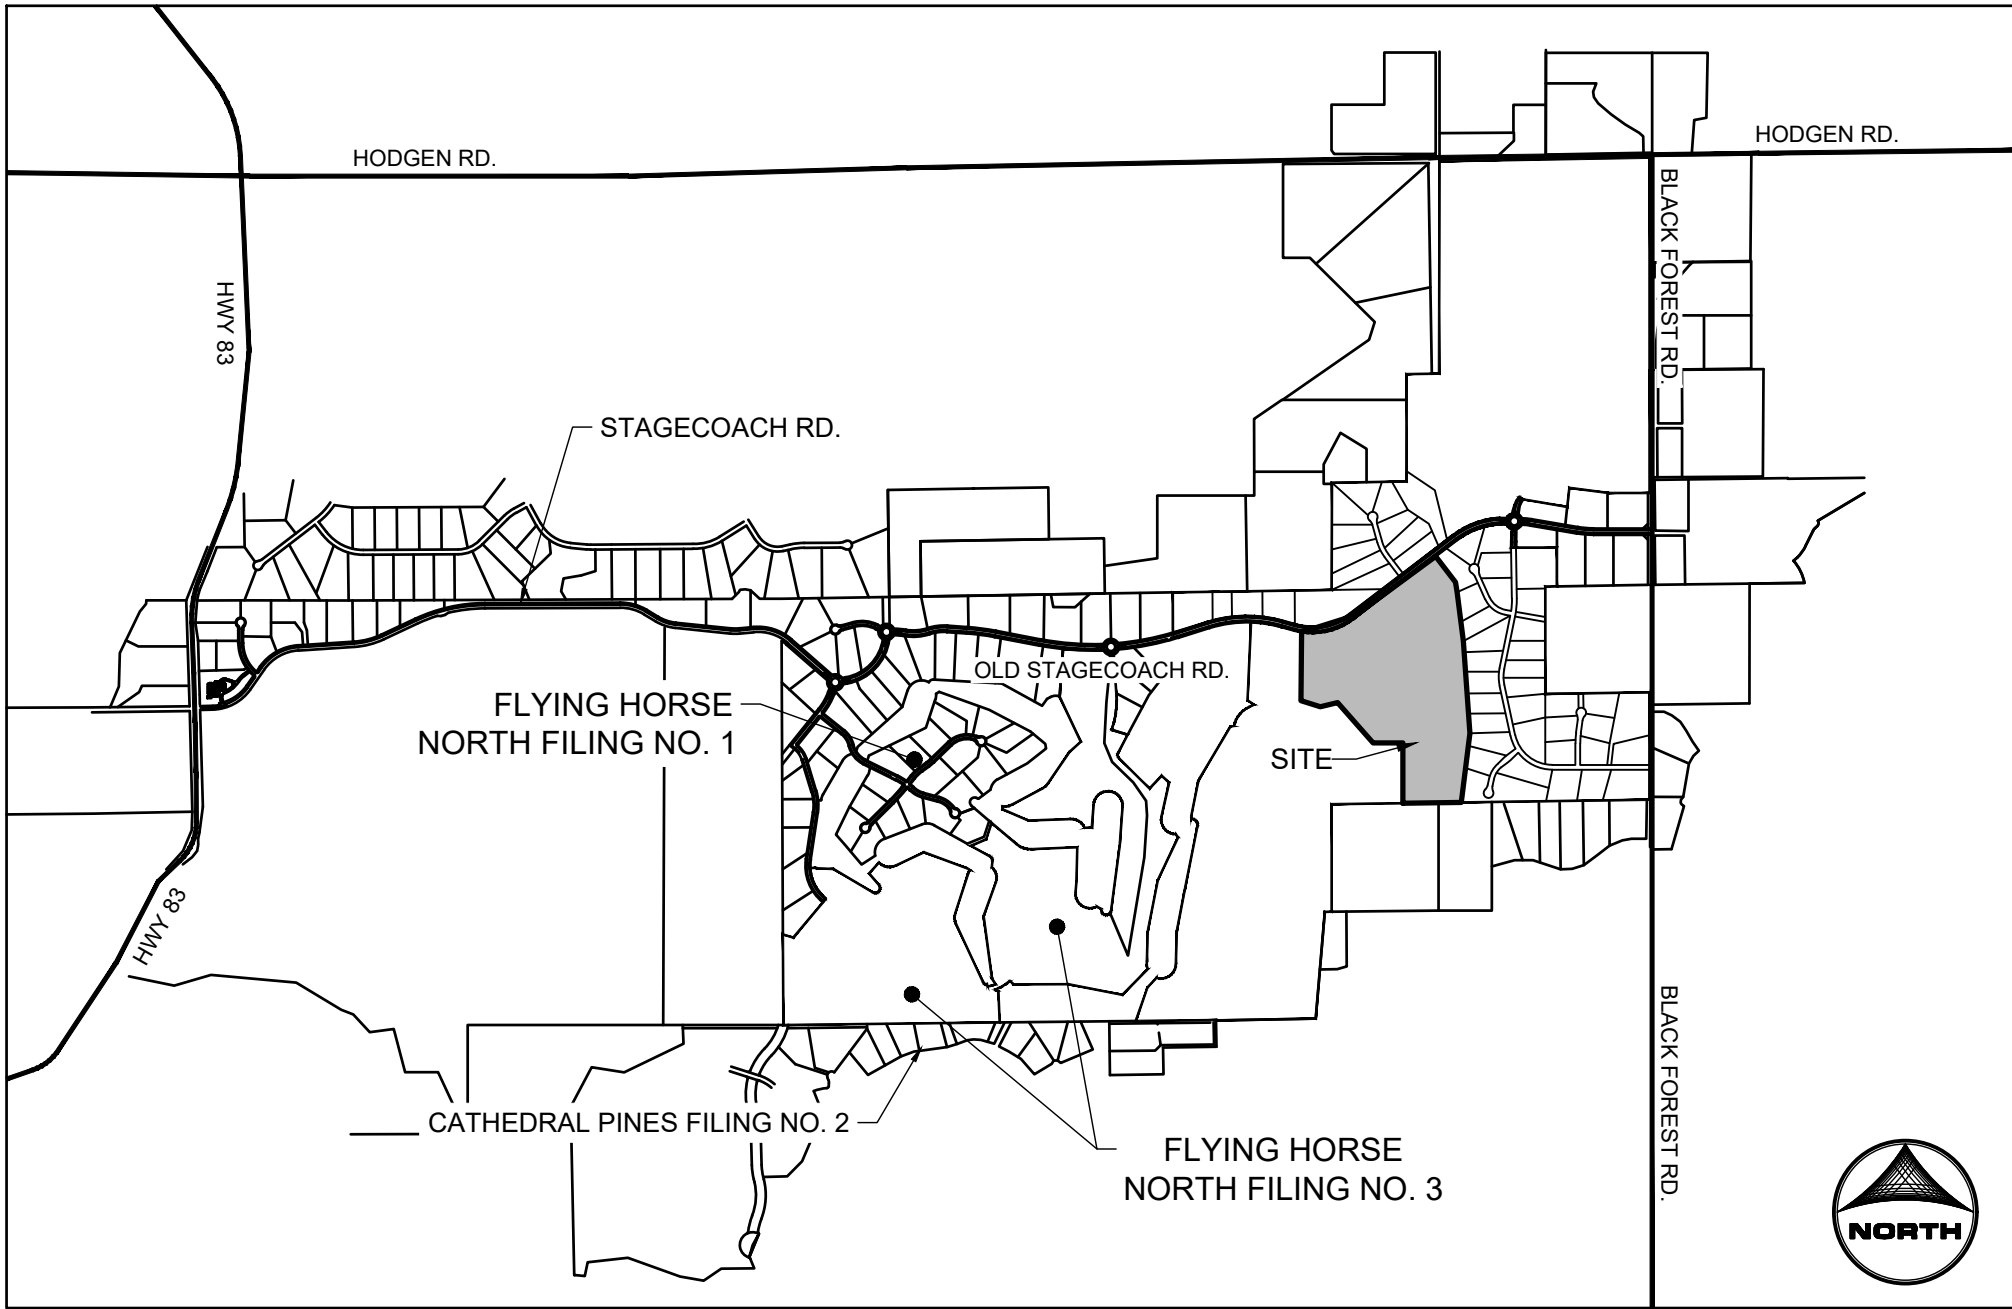 HODGEN RD.
HODGEN RD.
BLACK FOREST RD.
HWY 83
STAGECOACH RD.
OLD STAGECOACH RD.
FLYING HORSE
NORTH FILING NO. 1
SITE
HWY 83
BLACK FOREST RD.
CATHEDRAL PINES FILING NO. 2
FLYING HORSE
NORTH FILING NO. 3
NORTH